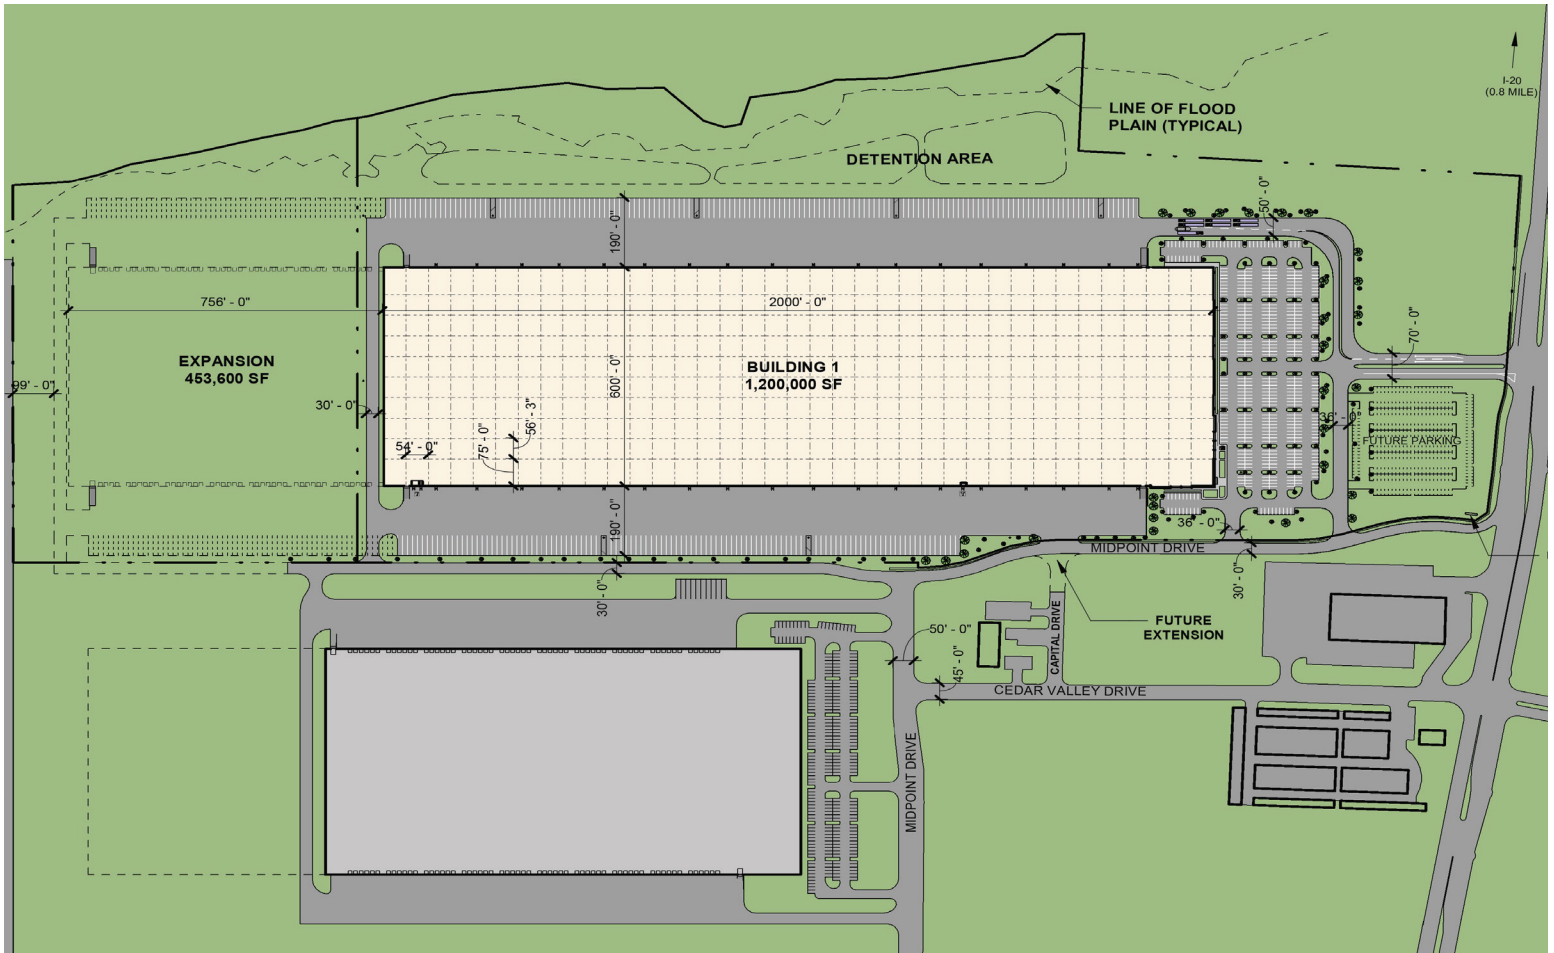 I-20
(0.8 MILE)
LINE OF FLOOD
PLAIN (TYPICAL)
DETENTION AREA
50' - 0"
190' - 0"
756' - 0"
2000' - 0"
70' - 0"
EXPANSION
453,600 SF
BUILDING 1
1,200,000 SF
600' - 0"
99' - 0"
30' - 0"
56' - 3"
75' - 0"
54' - 0"
36' - 0"
FUTURE PARKING
190' - 0"
36' - 0"
MIDPOINT DRIVE
30' - 0"
30' - 0"
FUTURE
EXTENSION
CAPITAL DRIVE
50' - 0"
45' - 0"
CEDAR VALLEY DRIVE
MIDPOINT DRIVE